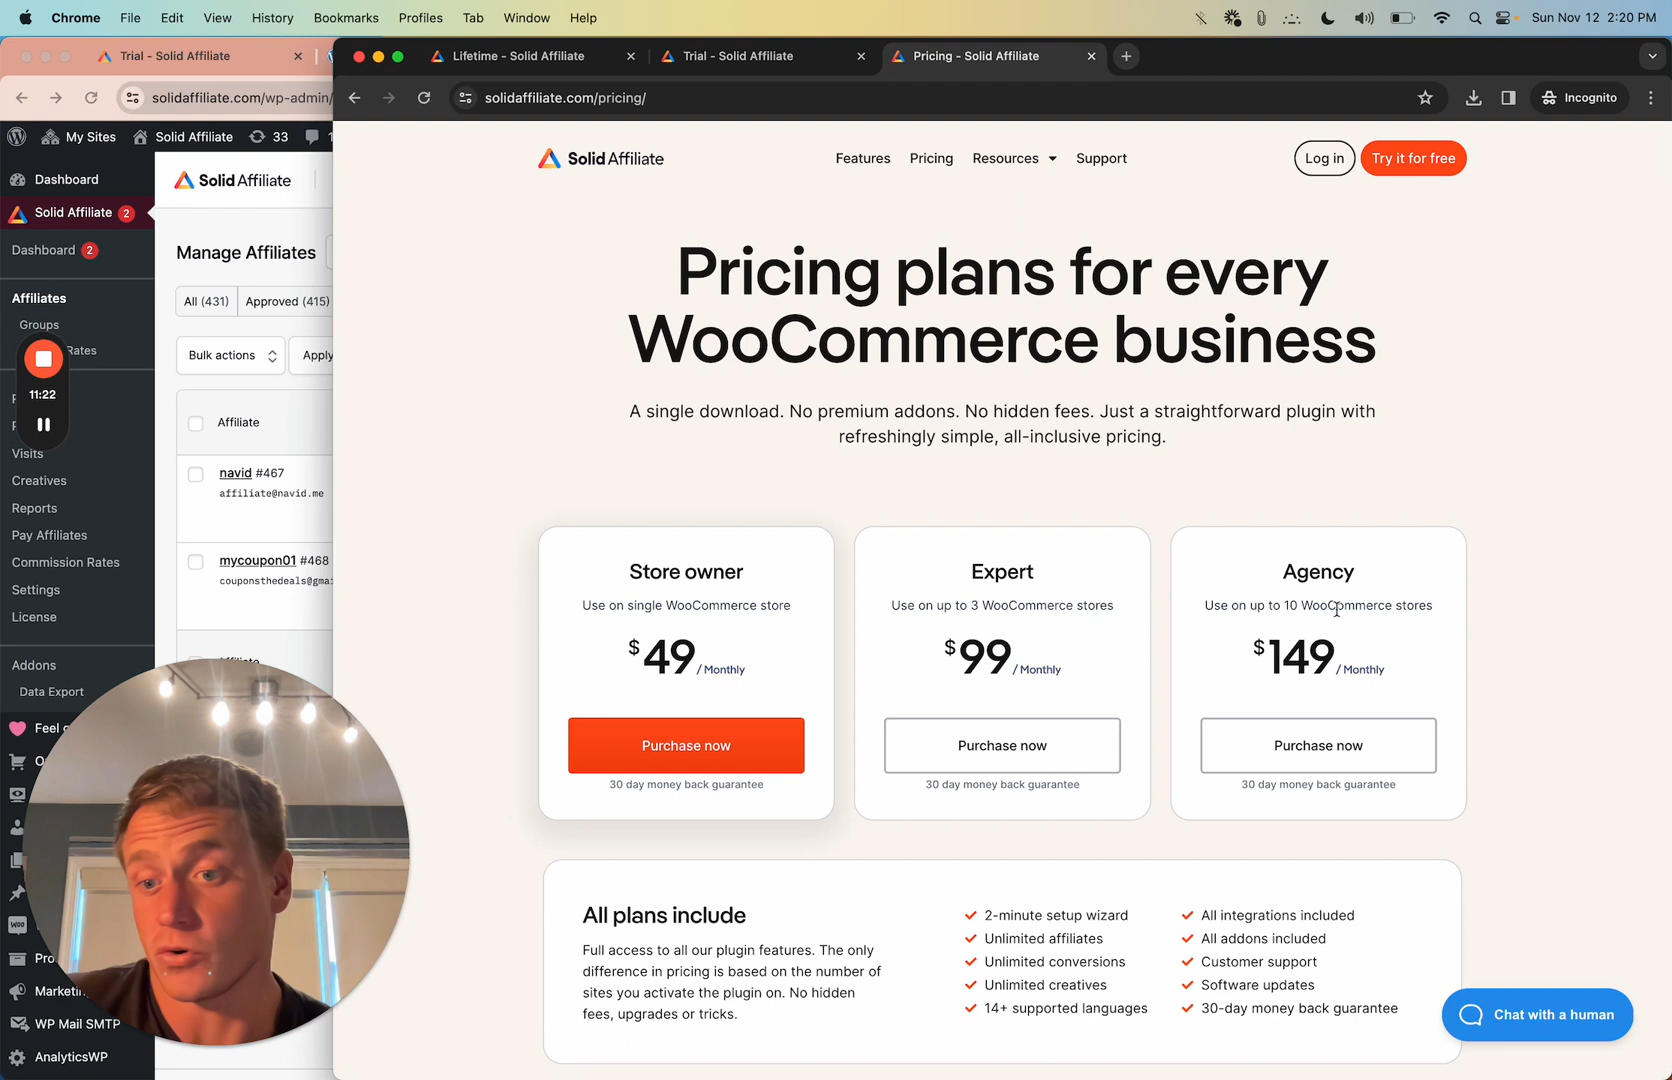 Chrome File Edit View History Bookmarks Profiles Tab Window Help
Sun Nov 12 2:20 PM
Trial - Solid Affiliate
solidaffiliate.com/wp-admin/
My Sites Solid Affiliate 33
Dashboard
Solid Affiliate 2
Dashboard 2
Affiliates
Groups
Rates
11:22
Visits
Creatives
Reports
Pay Affiliates
Commission Rates
Settings
License
Addons
Data Export
Feel
Marketin
WP Mail SMTP
AnalyticsWP
Solid Affiliate
Manage Affiliates
All (431) Approved (415)
Bulk actions Apply
Affiliate
navid #467
affiliate@navid.me
mycoupon01 #468
couponsthedeals@gmai
Lifetime - Solid Affiliate Trial - Solid Affiliate Pricing - Solid Affiliate
solidaffiliate.com/pricing/
Incognito
Solid Affiliate
Features Pricing Resources Support
Log in Try it for free
Pricing plans for every
WooCommerce business
A single download. No premium addons. No hidden fees. Just a straightforward plugin with
refreshingly simple, all-inclusive pricing.
Store owner
Use on single WooCommerce store
$49 / Monthly
Purchase now
30 day money back guarantee
Expert
Use on up to 3 WooCommerce stores
$99 / Monthly
Purchase now
30 day money back guarantee
Agency
Use on up to 10 WooCommerce stores
$149 / Monthly
Purchase now
30 day money back guarantee
All plans include
Full access to all our plugin features. The only
difference in pricing is based on the number of
sites you activate the plugin on. No hidden
fees, upgrades or tricks.
2-minute setup wizard
Unlimited affiliates
Unlimited conversions
Unlimited creatives
14+ supported languages
All integrations included
All addons included
Customer support
Software updates
30-day money back guarantee
Chat with a human